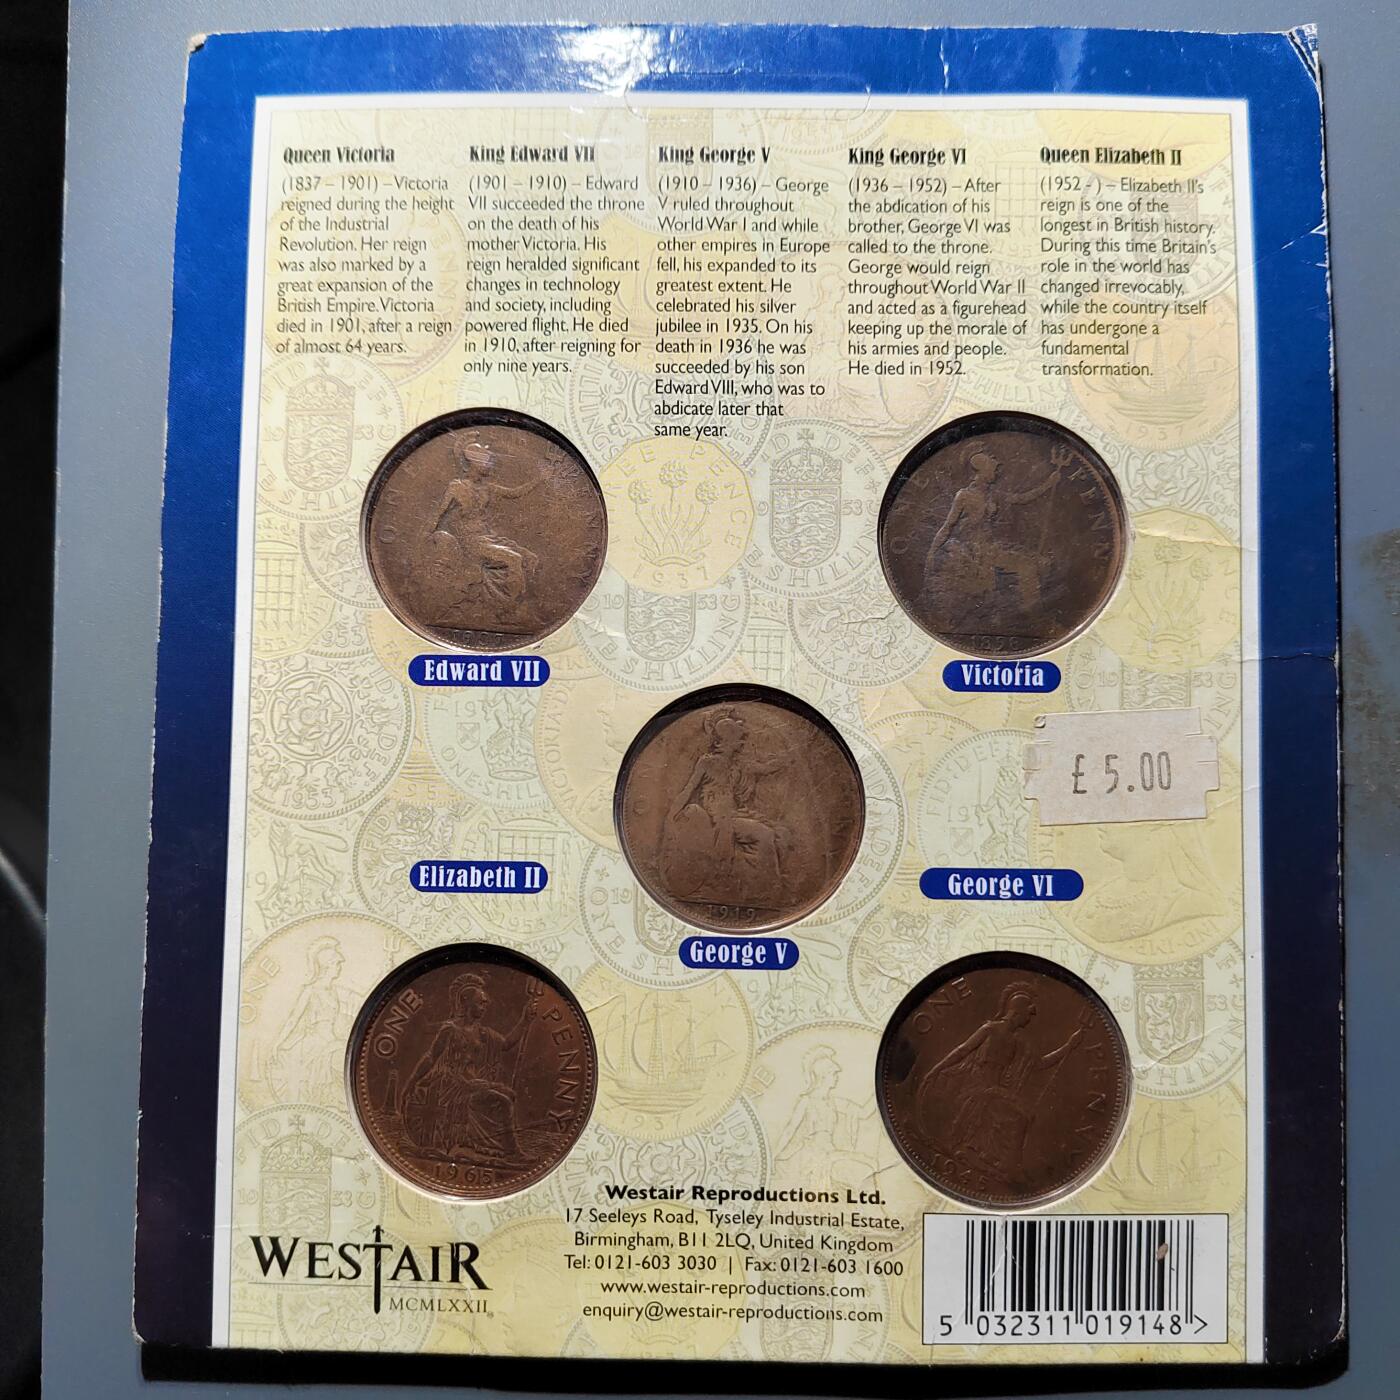 Queen Victoria
(1837 – 1901) – Victoria
reigned during the height
of the Industrial
Revolution. Her reign
was also marked by a
great expansion of the
British Empire. Victoria
died in 1901, after a reign
of almost 64 years.
King Edward VII
(1901 – 1910) – Edward
VII succeeded the throne
on the death of his
mother Victoria. His
reign heralded significant
changes in technology
and society, including
powered flight. He died
in 1910, after reigning for
only nine years.
King George V
(1910 – 1936) – George
V ruled throughout
World War I and while
other empires in Europe
fell, his expanded to its
greatest extent. He
celebrated his silver
jubilee in 1935. On his
death in 1936 he was
succeeded by his son
Edward VIII, who was to
abdicate later that
same year.
King George VI
(1936 – 1952) – After
the abdication of his
brother, George VI was
called to the throne.
George would reign
throughout World War II
and acted as a figurehead
keeping up the morale of
his armies and people.
He died in 1952.
Queen Elizabeth II
(1952 - ) – Elizabeth II's
reign is one of the
longest in British history.
During this time Britain's
role in the world has
changed irrevocably,
while the country itself
has undergone a
fundamental
transformation.
ONE PENNY
1907
Edward VII
ONE PENNY
Victoria
£5.00
1919
George V
Elizabeth II
ONE PENNY
1965
George VI
ONE PENNY
WESTAIR
MCMLXXII
Westair Reproductions Ltd.
17 Seeleys Road, Tyseley Industrial Estate,
Birmingham, B11 2LQ, United Kingdom
Tel: 0121-603 3030 | Fax: 0121-603 1600
www.westair-reproductions.com
enquiry@westair-reproductions.com
5 032311 019148 >